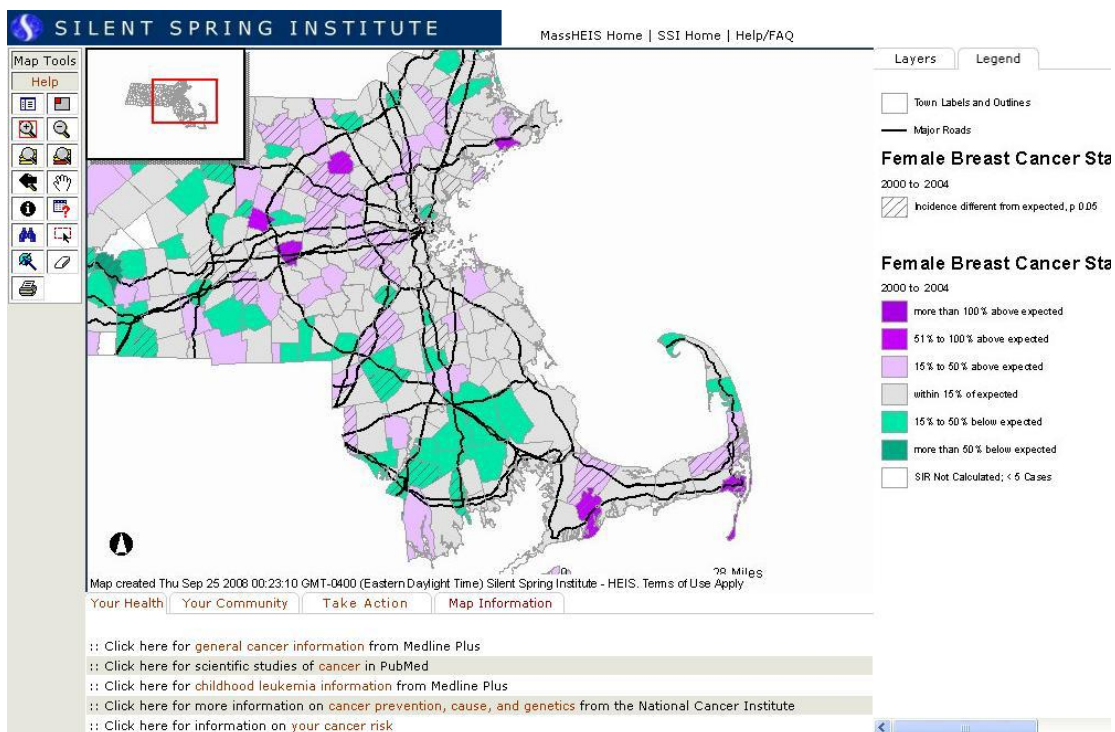 SILENT SPRING INSTITUTE
MassHEIS Home | SSI Home | Help/FAQ
Map Tools
Help
Layers
Legend
Town Labels and Outlines
Major Roads
Female Breast Cancer Sta
2000 to 2004
Incidence different from expected, p 0.05
Female Breast Cancer Sta
2000 to 2004
more than 100% above expected
51% to 100% above expected
15% to 50% above expected
within 15% of expected
15% to 50% below expected
more than 50% below expected
SIR Not Calculated; < 5 Cases
0
28 Miles
Map created Thu Sep 25 2008 00:23:10 GMT-0400 (Eastern Daylight Time) Silent Spring Institute - HEIS. Terms of Use Apply
Your Health
Your Community
Take Action
Map Information
:: Click here for general cancer information from Medline Plus
:: Click here for scientific studies of cancer in PubMed
:: Click here for childhood leukemia information from Medline Plus
:: Click here for more information on cancer prevention, cause, and genetics from the National Cancer Institute
:: Click here for information on your cancer risk